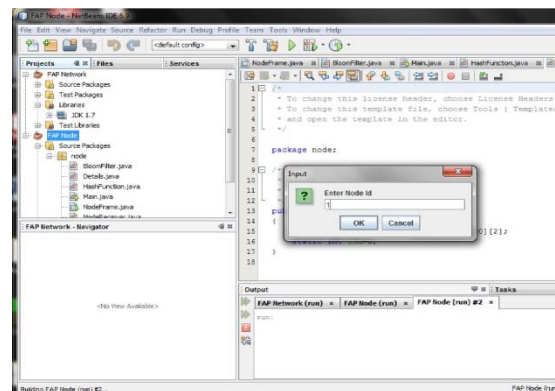 FAP Node - NetBeans IDE 6.9
File Edit View Navigate Source Refactor Run Debug Profile Team Tools Window Help
<default config>
Projects Files Services
NodeFrame.java BloomFilter.java Main.java HashFunction.java
FAP Network
Source Packages
Test Packages
Libraries
JDK 1.7
Test Libraries
FAP Node
Source Packages
node
BloomFilter.java
Details.java
HashFunction.java
Main.java
NodeFrame.java
NodeReceiver.java
FAP Network - Navigator
<No View Available>
1 /*
2 * To change this license header, choose License Headers
3 * To change this template file, choose Tools | Template
4 * and open the template in the editor.
5 */
6
7 package node;
8
9 /*
10
11
12
13 pu
14 {
15 0][2];
16
17 }
18
Input
Enter Node Id
1
OK Cancel
Output Tasks
FAP Network (run) FAP Node (run) FAP Node (run) #2
run:
Building FAP Node (run) #2...
FAP Node (run